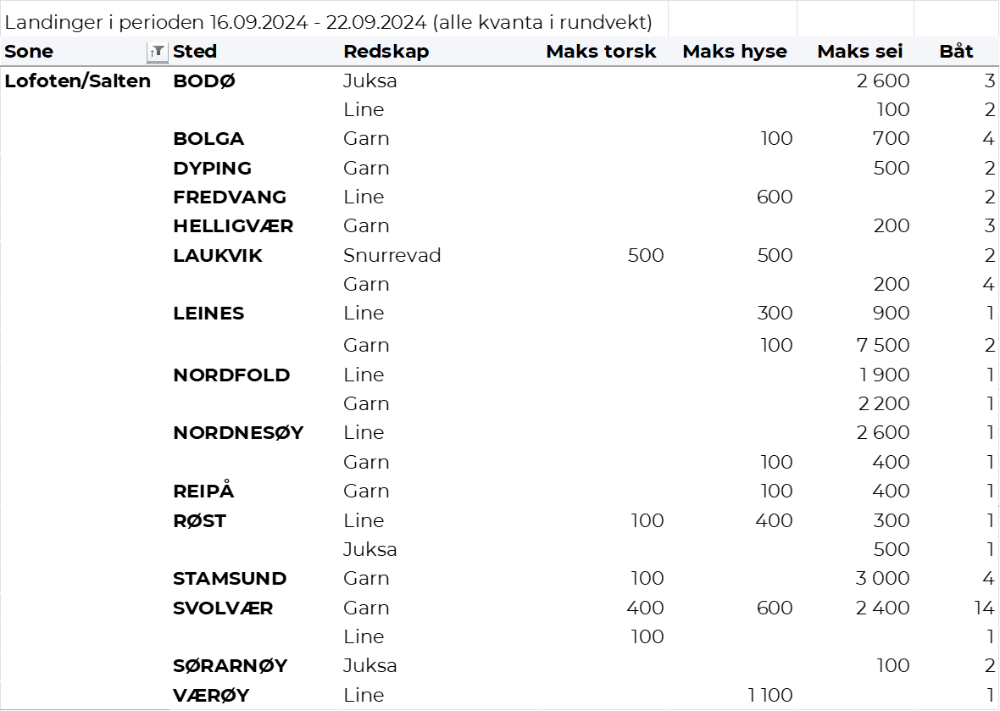 Landinger i perioden 16.09.2024 - 22.09.2024 (alle kvanta i rundvekt)
Sone Sted Redskap Maks torsk Maks hyse Maks sei Båt
Lofoten/Salten BODØ Juksa 2 600 3
Line 100 2
BOLGA Garn 100 700 4
DYPING Garn 500 2
FREDVANG Line 600 2
HELLIGVÆR Garn 200 3
LAUKVIK Snurrevad 500 500 2
Garn 200 4
LEINES Line 300 900 1
Garn 100 7 500 2
NORDFOLD Line 1 900 1
Garn 2 200 1
NORDNESØY Line 2 600 1
Garn 100 400 1
REIPÅ Garn 100 400 1
RØST Line 100 400 300 1
Juksa 500 1
STAMSUND Garn 100 3 000 4
SVOLVÆR Garn 400 600 2 400 14
Line 100 1
SØRARNØY Juksa 100 2
VÆRØY Line 1 100 1